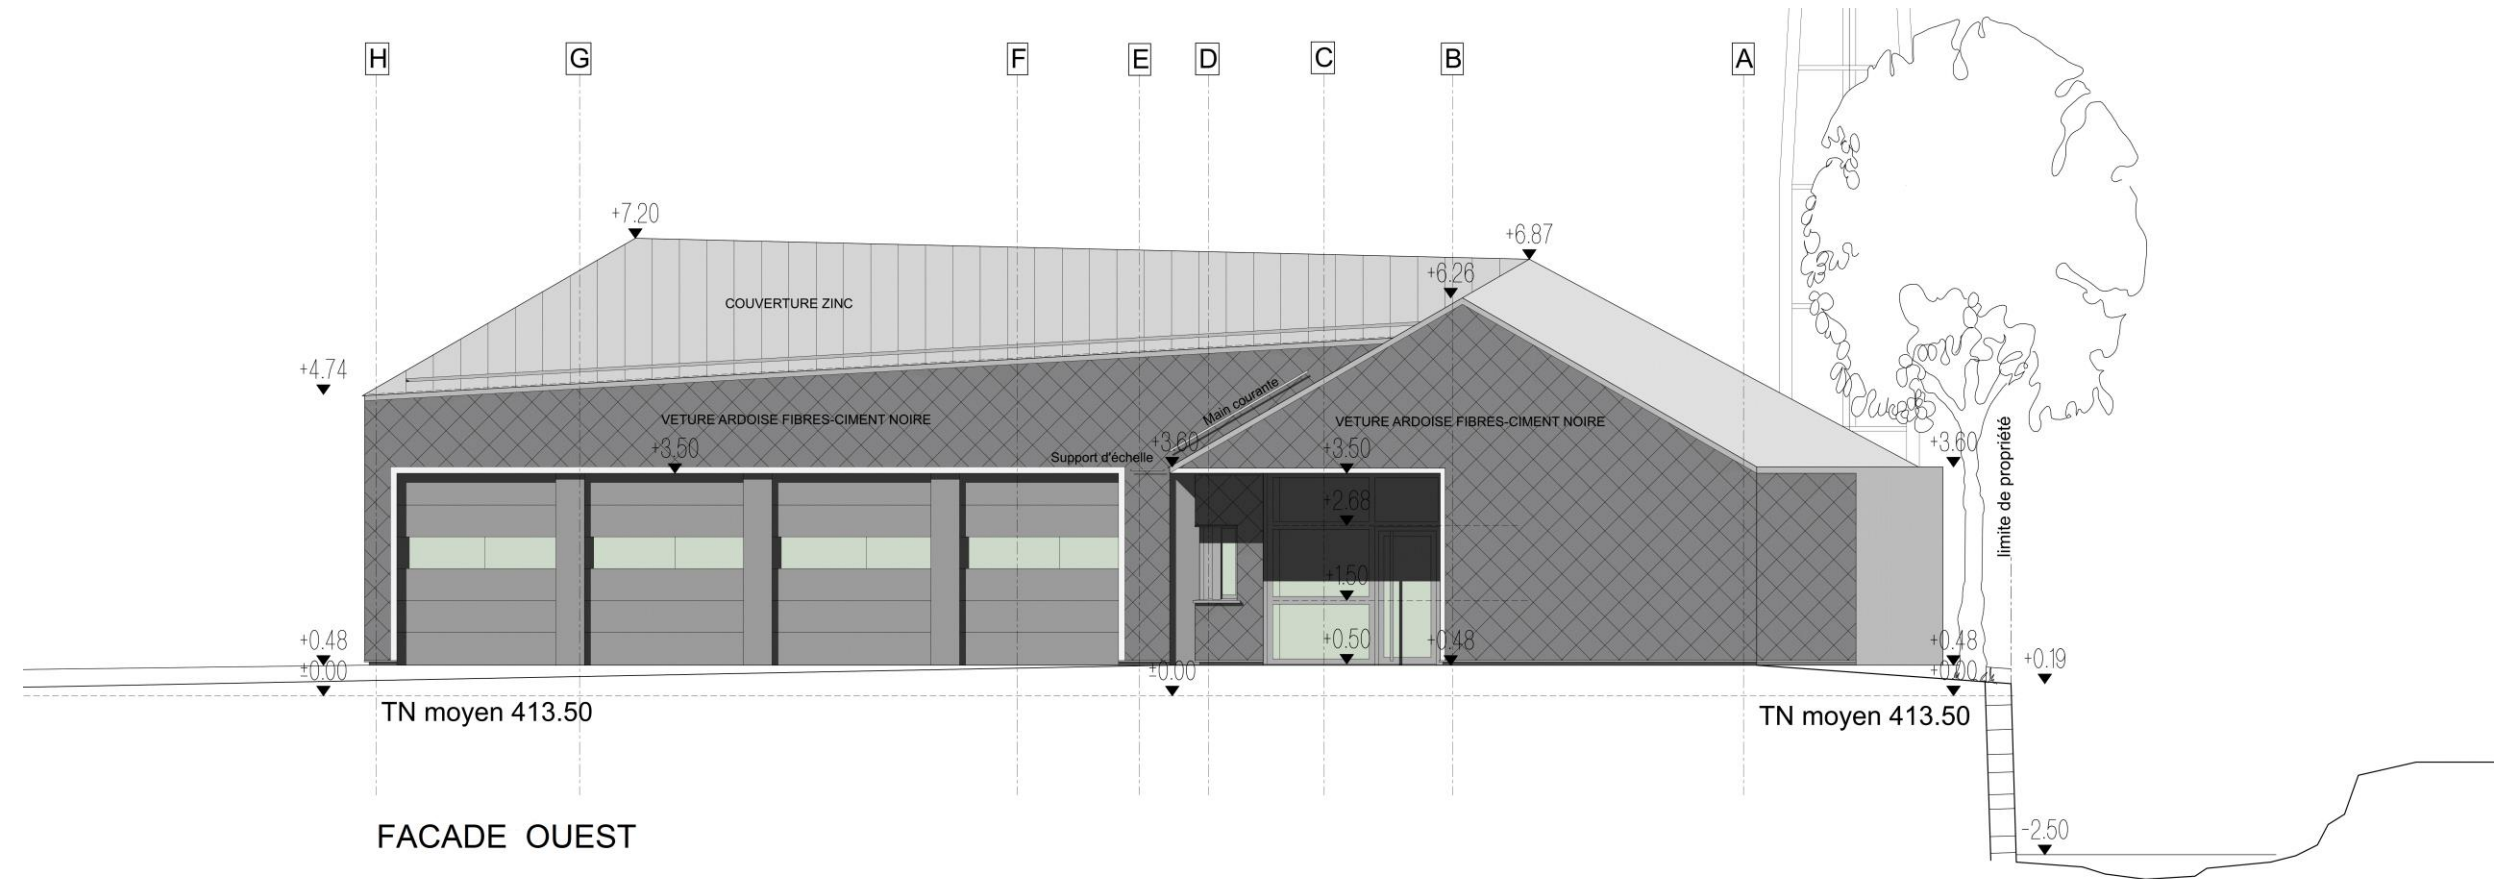 H G F E D C B A
+7.20
+6.87
+6.26
COUVERTURE ZINC
+4.74
Main courante
VETURE ARDOISE FIBRES-CIMENT NOIRE
VETURE ARDOISE FIBRES-CIMENT NOIRE
+3.50
+3.60
+3.50
+3.60
Support d'échelle
limite de propriété
+2.68
+1.50
+0.48
+0.50
+0.48
+0.48
±0.00
±0.00
±0.00
+0.19
TN moyen 413.50
TN moyen 413.50
-2.50
FACADE OUEST